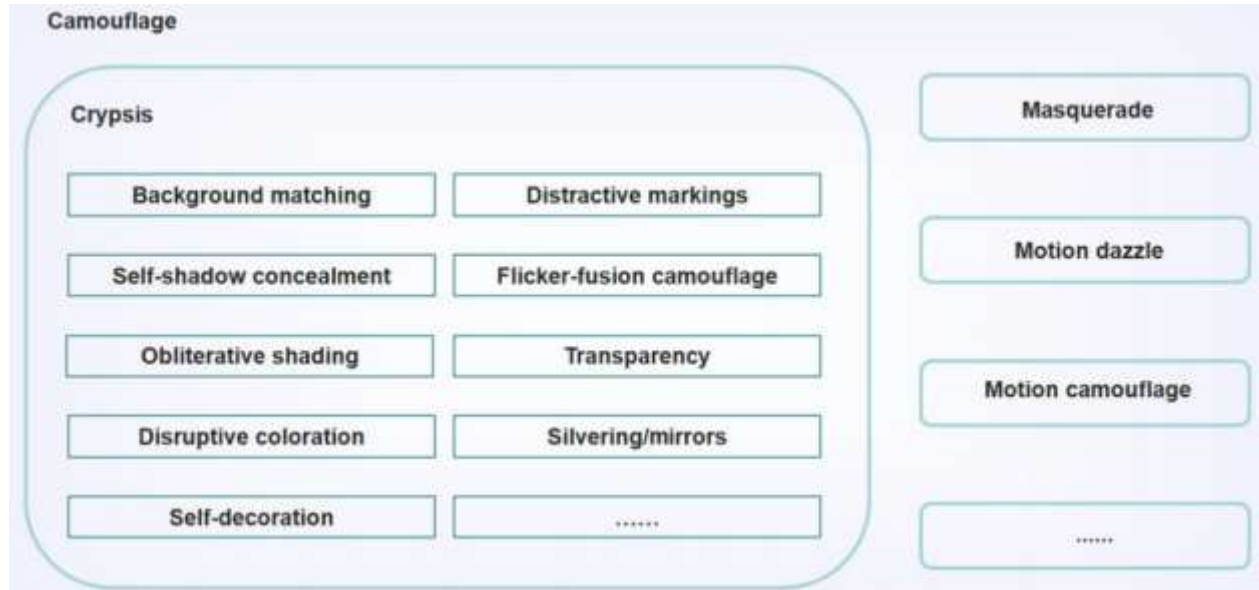 Camouflage
Crypsis
Background matching
Distractive markings
Self-shadow concealment
Flicker-fusion camouflage
Obliterative shading
Transparency
Disruptive coloration
Silvering/mirrors
Self-decoration
......
Masquerade
Motion dazzle
Motion camouflage
......